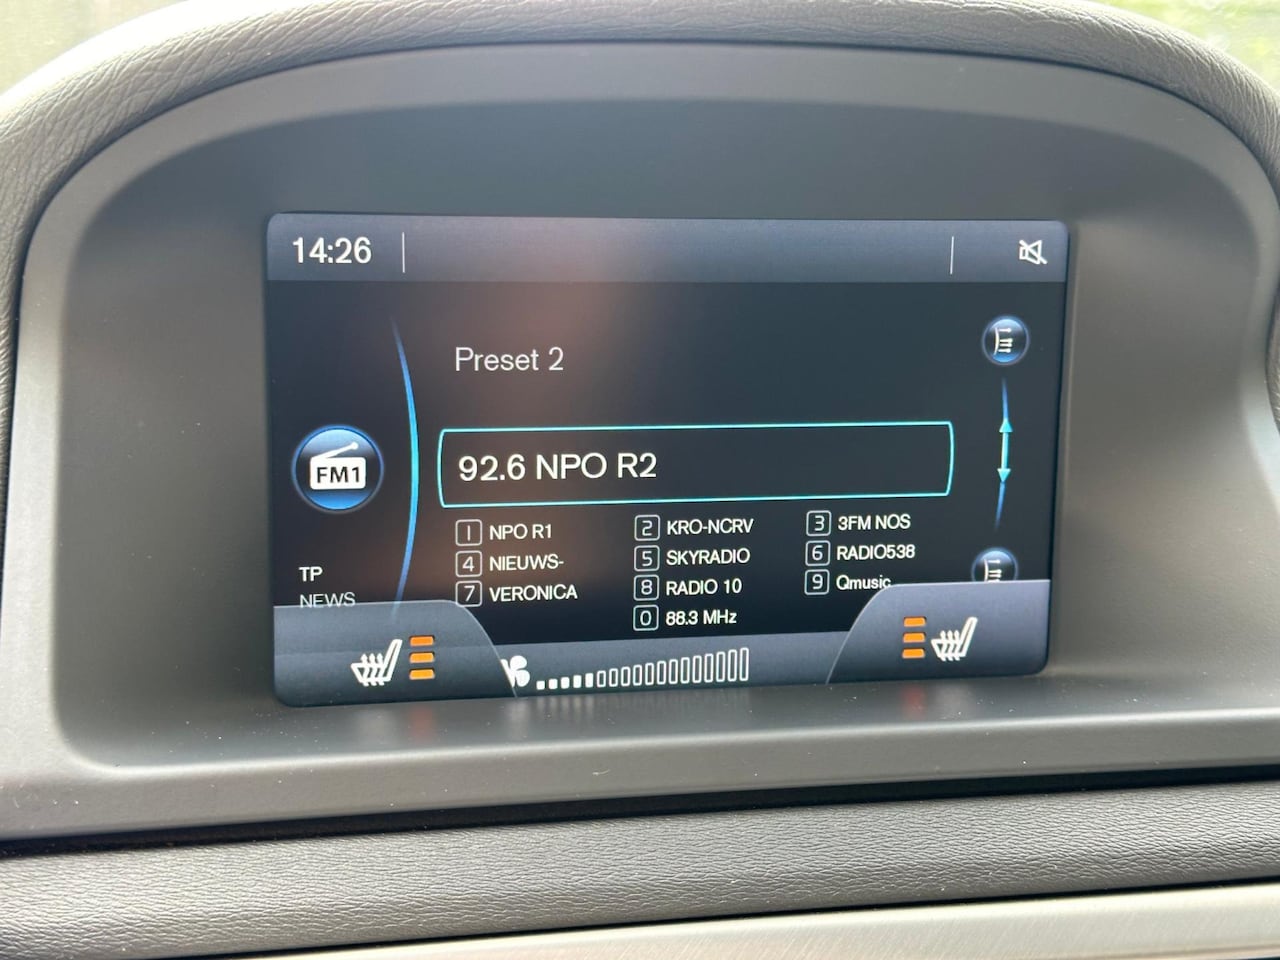 14:26
Preset 2
92.6 NPO R2
FM1
1 NPO R1 2 KRO-NCRV 3 3FM NOS
4 NIEUWS- 5 SKYRADIO 6 RADIO538
7 VERONICA 8 RADIO 10 9 Qmusic
0 88.3 MHz
TP
NEWS